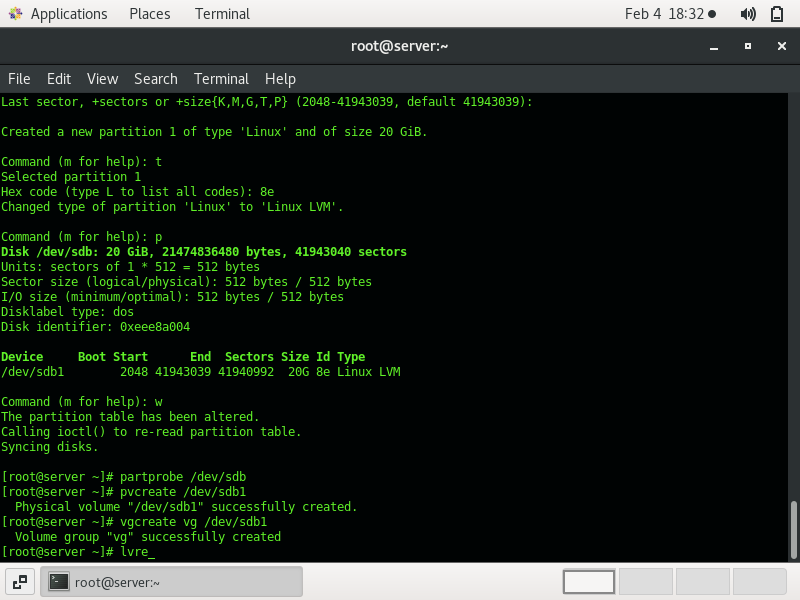 Applications Places Terminal Feb 4 18:32
root@server:~
File Edit View Search Terminal Help
Last sector, +sectors or +size{K,M,G,T,P} (2048-41943039, default 41943039):
Created a new partition 1 of type 'Linux' and of size 20 GiB.
Command (m for help): t
Selected partition 1
Hex code (type L to list all codes): 8e
Changed type of partition 'Linux' to 'Linux LVM'.
Command (m for help): p
Disk /dev/sdb: 20 GiB, 21474836480 bytes, 41943040 sectors
Units: sectors of 1 * 512 = 512 bytes
Sector size (logical/physical): 512 bytes / 512 bytes
I/O size (minimum/optimal): 512 bytes / 512 bytes
Disklabel type: dos
Disk identifier: 0xeee8a004
Device     Boot Start      End  Sectors Size Id Type
/dev/sdb1        2048 41943039 41940992  20G 8e Linux LVM
Command (m for help): w
The partition table has been altered.
Calling ioctl() to re-read partition table.
Syncing disks.
[root@server ~]# partprobe /dev/sdb
[root@server ~]# pvcreate /dev/sdb1
  Physical volume "/dev/sdb1" successfully created.
[root@server ~]# vgcreate vg /dev/sdb1
  Volume group "vg" successfully created
[root@server ~]# lvre_
root@server:~